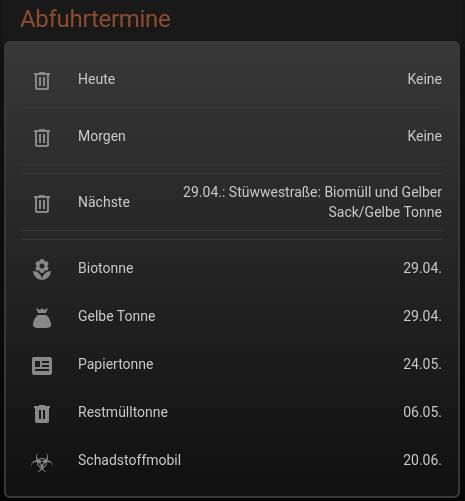 Abfuhrtermine
Heute Keine
Morgen Keine
Nächste 29.04.: Stüwwestraße: Biomüll und Gelber
Sack/Gelbe Tonne
Biotonne 29.04.
Gelbe Tonne 29.04.
Papiertonne 24.05.
Restmülltonne 06.05.
Schadstoffmobil 20.06.